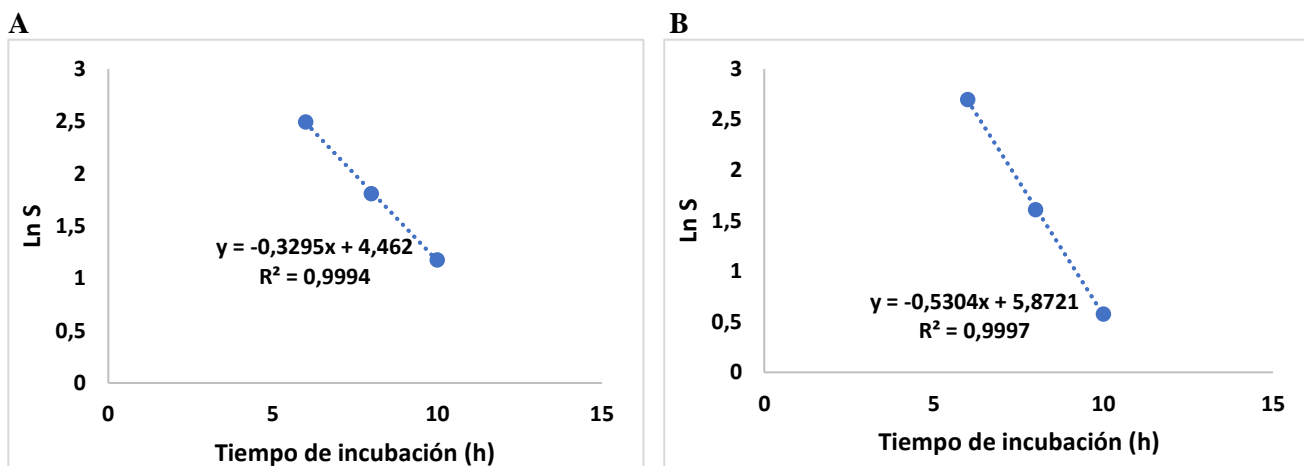 A
3
2,5
2
1,5
1
0,5
0
Ln S
y = -0,3295x + 4,462
R² = 0,9994
0 5 10 15
Tiempo de incubación (h)
B
3
2,5
2
1,5
1
0,5
0
Ln S
y = -0,5304x + 5,8721
R² = 0,9997
0 5 10 15
Tiempo de incubación (h)